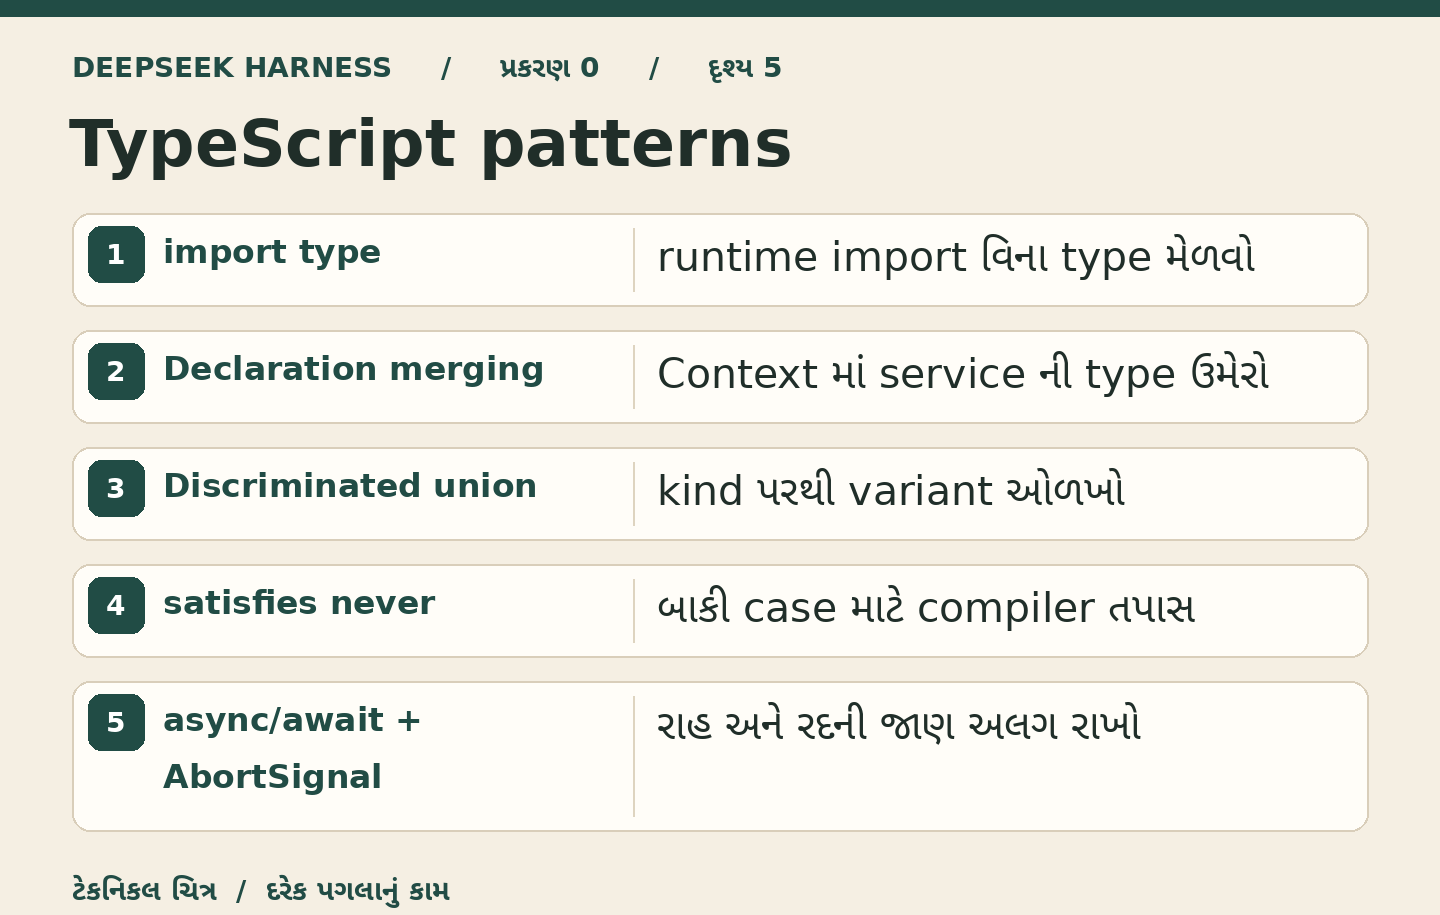 DEEPSEEK HARNESS / પ્રકરણ 0 / દૃશ્ય 5
TypeScript patterns
1 import type runtime import વિના type મેળવો
2 Declaration merging Context માં service ની type ઉમેરો
3 Discriminated union kind પરથી variant ઓળખો
4 satisfies never બાકી case માટે compiler તપાસ
5 async/await + રાહ અને રદની જાણ અલગ રાખો
AbortSignal
ટેકનિકલ ચિત્ર / દરેક પગલાનું કામ